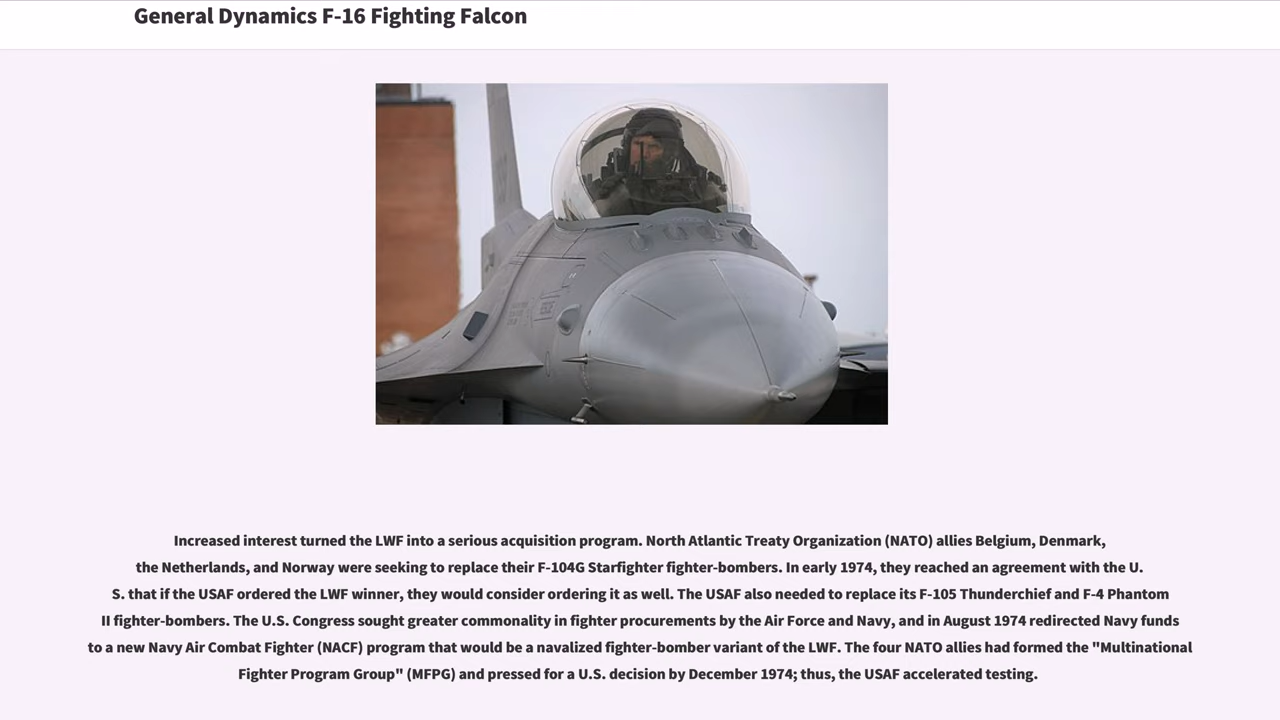 General Dynamics F-16 Fighting Falcon
Increased interest turned the LWF into a serious acquisition program. North Atlantic Treaty Organization (NATO) allies Belgium, Denmark,
the Netherlands, and Norway were seeking to replace their F-104G Starfighter fighter-bombers. In early 1974, they reached an agreement with the U.
S. that if the USAF ordered the LWF winner, they would consider ordering it as well. The USAF also needed to replace its F-105 Thunderchief and F-4 Phantom
II fighter-bombers. The U.S. Congress sought greater commonality in fighter procurements by the Air Force and Navy, and in August 1974 redirected Navy funds
to a new Navy Air Combat Fighter (NACF) program that would be a navalized fighter-bomber variant of the LWF. The four NATO allies had formed the "Multinational
Fighter Program Group" (MFPG) and pressed for a U.S. decision by December 1974; thus, the USAF accelerated testing.